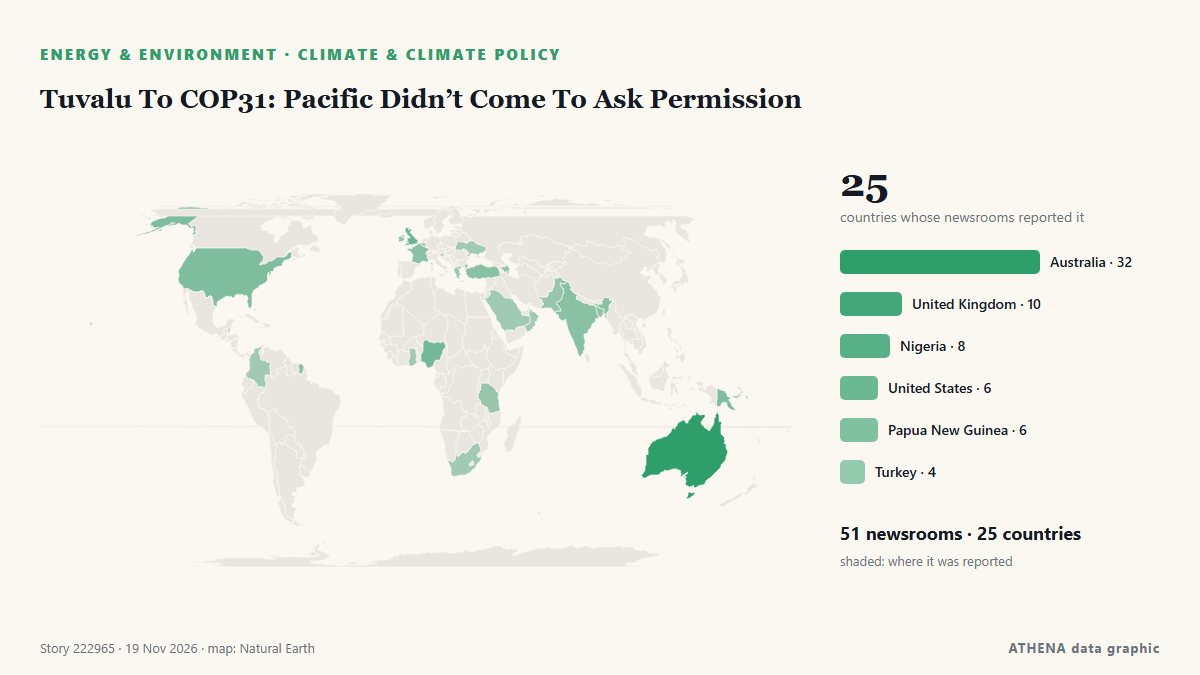 ENERGY & ENVIRONMENT · CLIMATE & CLIMATE POLICY
Tuvalu To COP31: Pacific Didn’t Come To Ask Permission
25
countries whose newsrooms reported it
Australia · 32
United Kingdom · 10
Nigeria · 8
United States · 6
Papua New Guinea · 6
Turkey · 4
51 newsrooms · 25 countries
shaded: where it was reported
Story 222965 · 19 Nov 2026 · map: Natural Earth
ATHENA data graphic